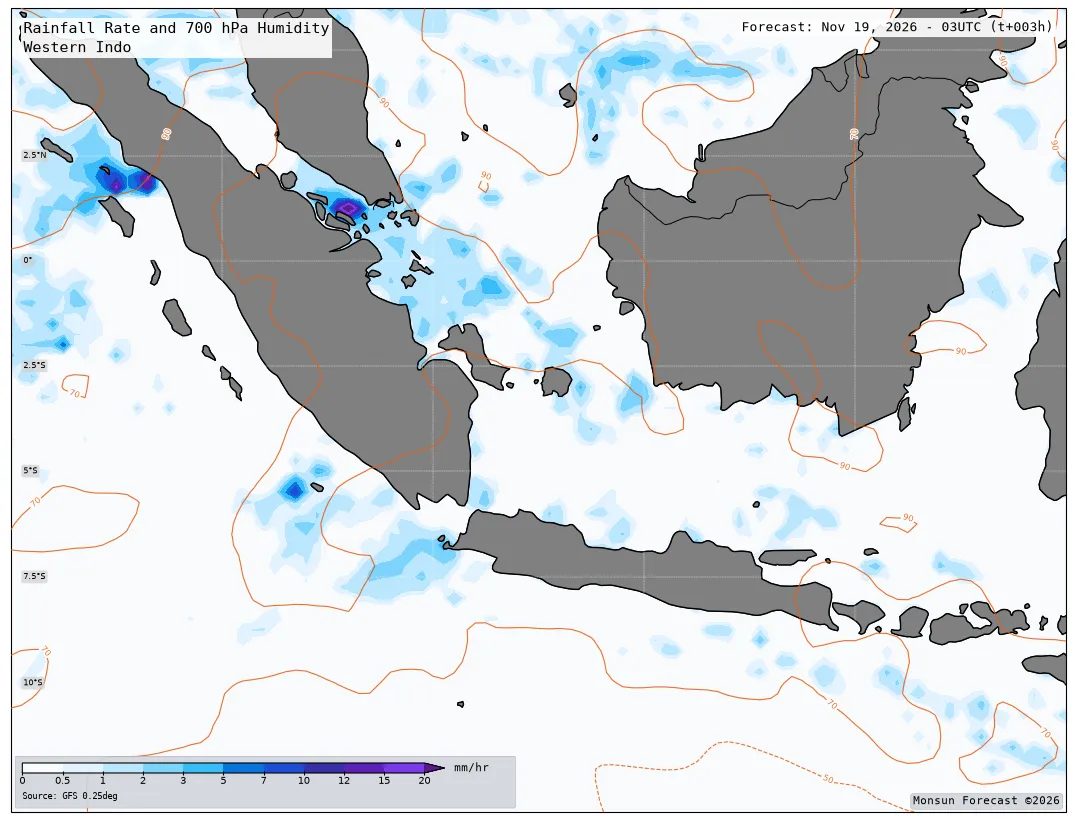 Rainfall Rate and 700 hPa Humidity
Western Indo
Forecast: Nov 19, 2026 - 03UTC (t+003h)
90
90
90
70
90
90
2.5°N
0°
90
2.5°S
70
90
5°S
70
90
7.5°S
70
10°S
70
70
50
mm/hr
0 0.5 1 2 3 5 7 10 12 15 20
Source: GFS 0.25deg
Monsun Forecast ©2026